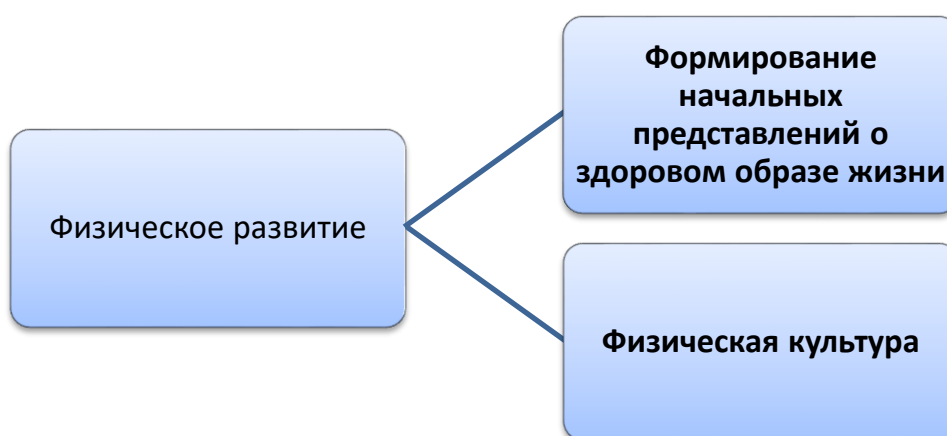 Формирование
начальных
представлений о
здоровом образе жизни
Физическое развитие
Физическая культура